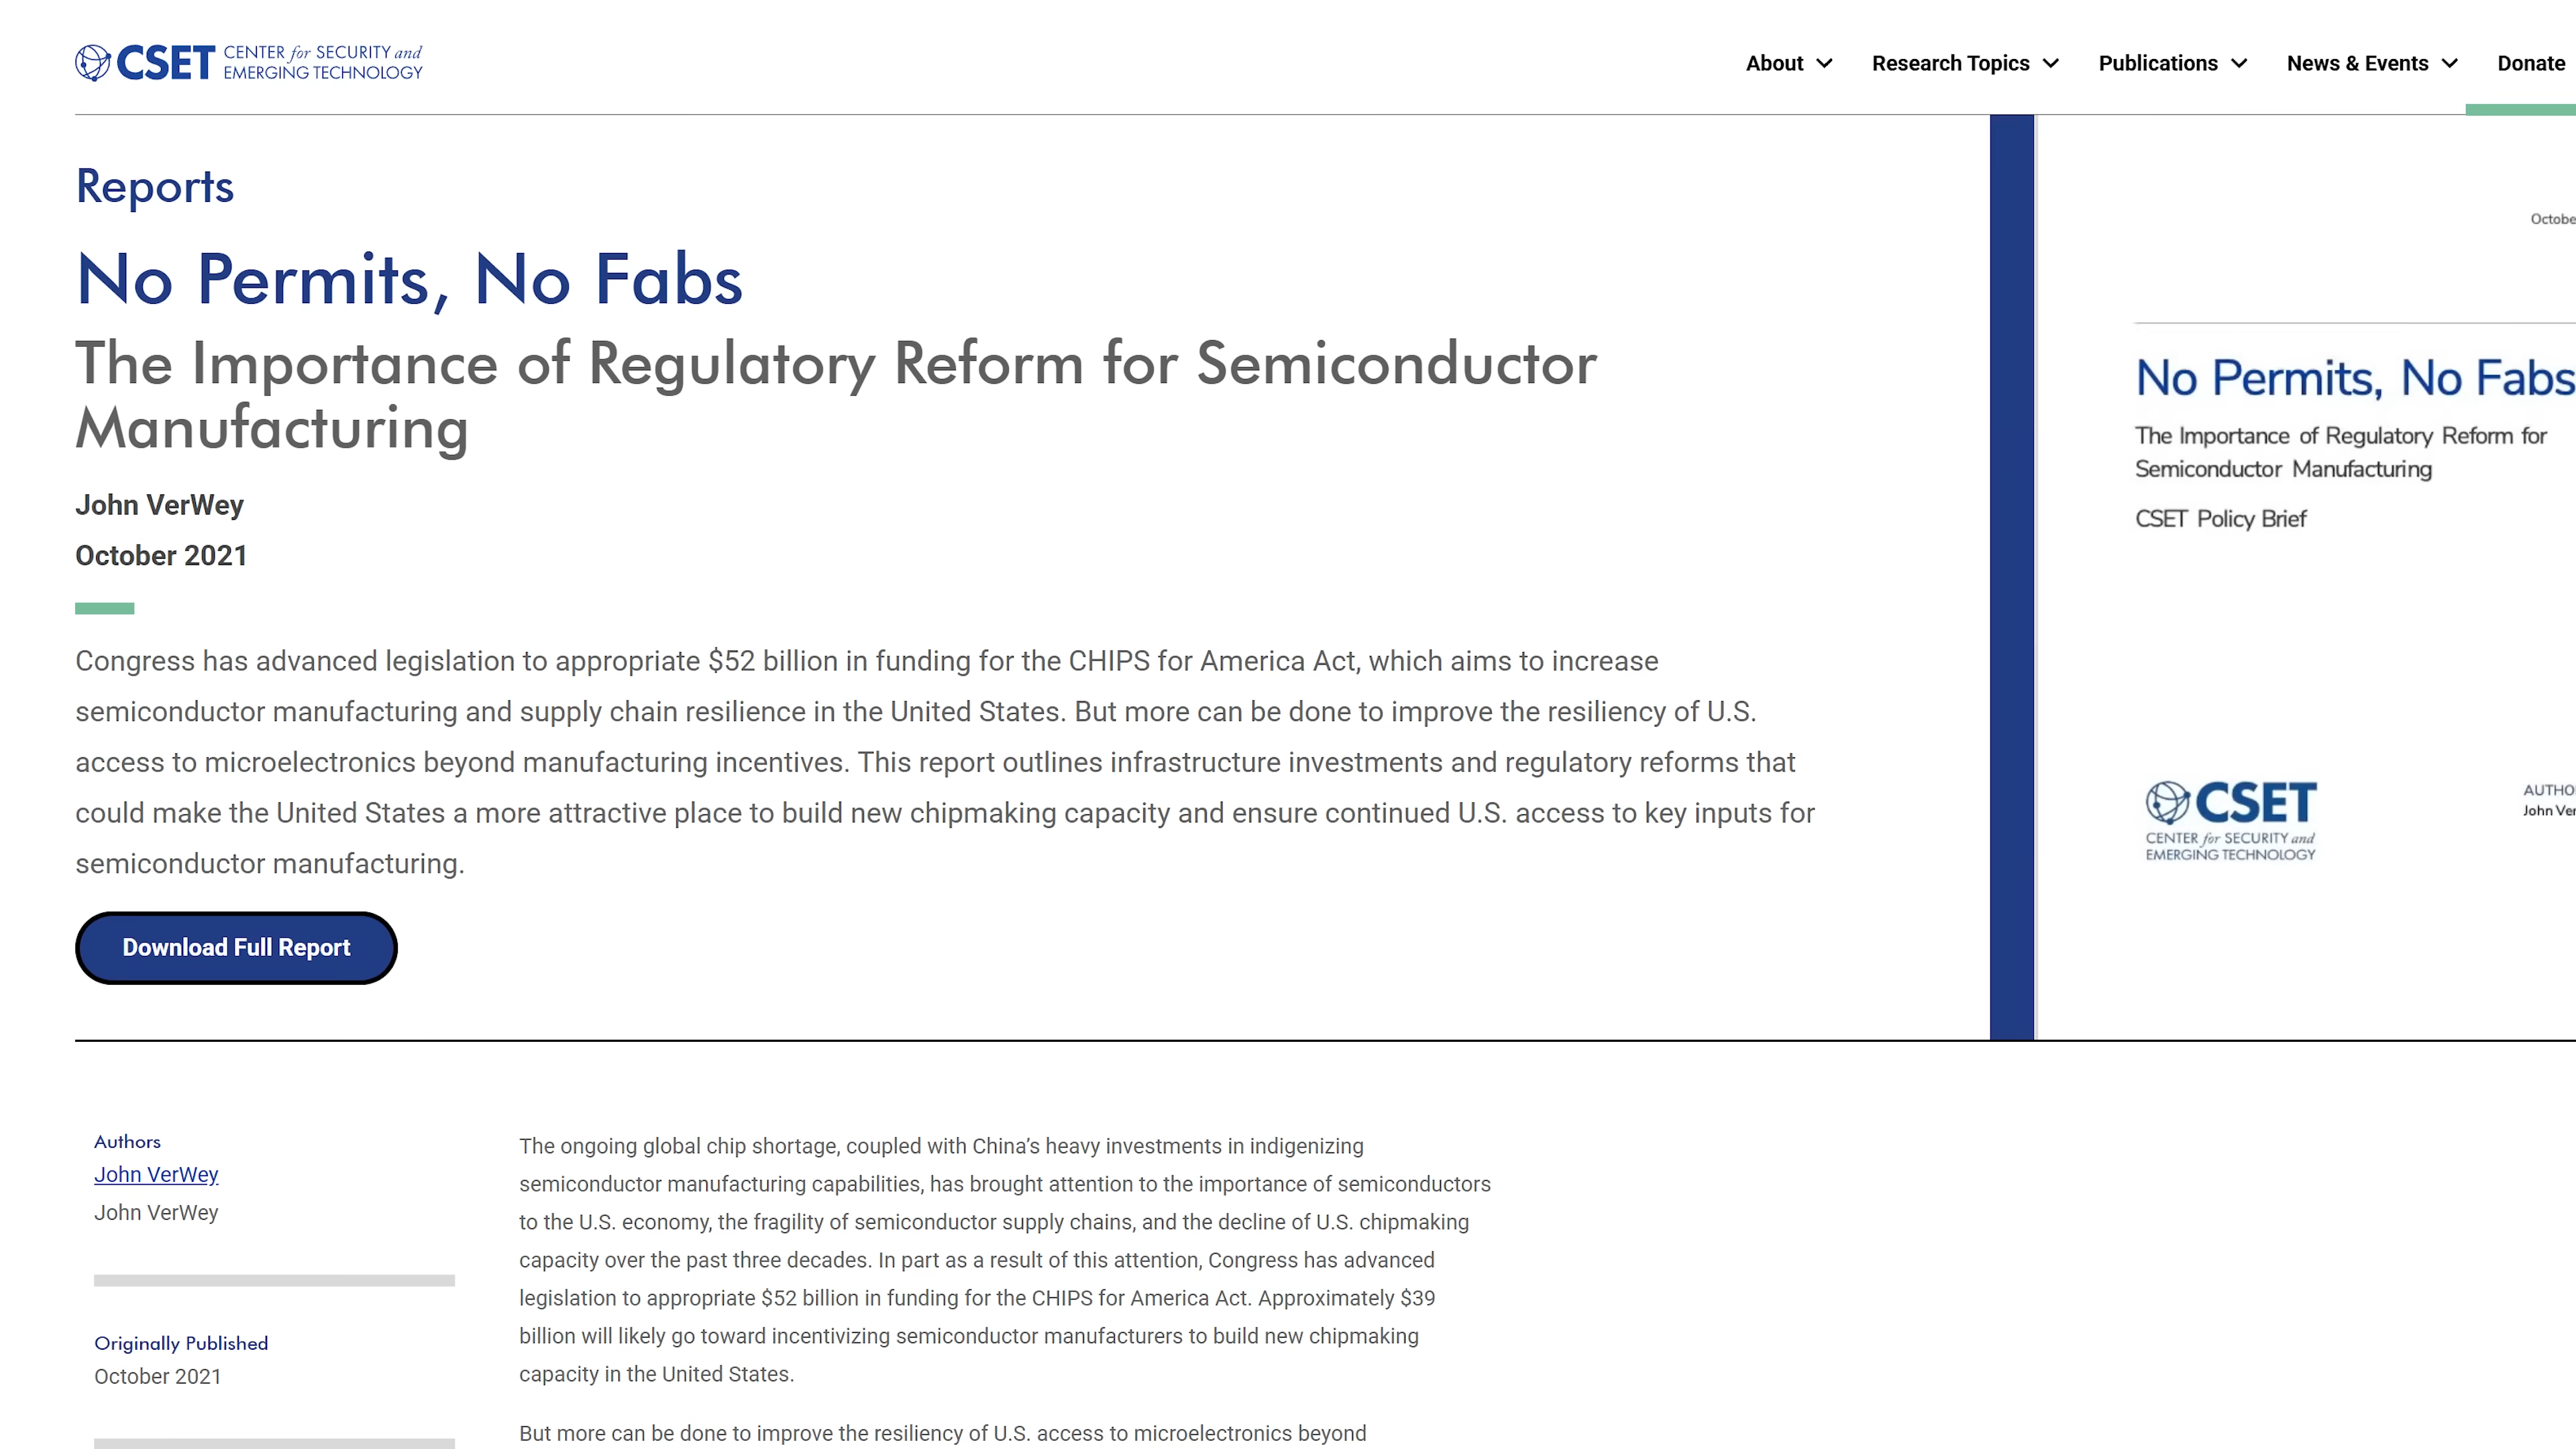 CSET CENTER for SECURITY and
EMERGING TECHNOLOGY
About
Research Topics
Publications
News & Events
Donate
Reports
No Permits, No Fabs
The Importance of Regulatory Reform for Semiconductor
Manufacturing
John VerWey
October 2021
Congress has advanced legislation to appropriate $52 billion in funding for the CHIPS for America Act, which aims to increase
semiconductor manufacturing and supply chain resilience in the United States. But more can be done to improve the resiliency of U.S.
access to microelectronics beyond manufacturing incentives. This report outlines infrastructure investments and regulatory reforms that
could make the United States a more attractive place to build new chipmaking capacity and ensure continued U.S. access to key inputs for
semiconductor manufacturing.
Download Full Report
No Permits, No Fabs
The Importance of Regulatory Reform for
Semiconductor Manufacturing
CSET Policy Brief
CSET
CENTER for SECURITY and
EMERGING TECHNOLOGY
John
Authors
John VerWey
John VerWey
Originally Published
October 2021
The ongoing global chip shortage, coupled with China's heavy investments in indigenizing
semiconductor manufacturing capabilities, has brought attention to the importance of semiconductors
to the U.S. economy, the fragility of semiconductor supply chains, and the decline of U.S. chipmaking
capacity over the past three decades. In part as a result of this attention, Congress has advanced
legislation to appropriate $52 billion in funding for the CHIPS for America Act. Approximately $39
billion will likely go toward incentivizing semiconductor manufacturers to build new chipmaking
capacity in the United States.
But more can be done to improve the resiliency of U.S. access to microelectronics beyond